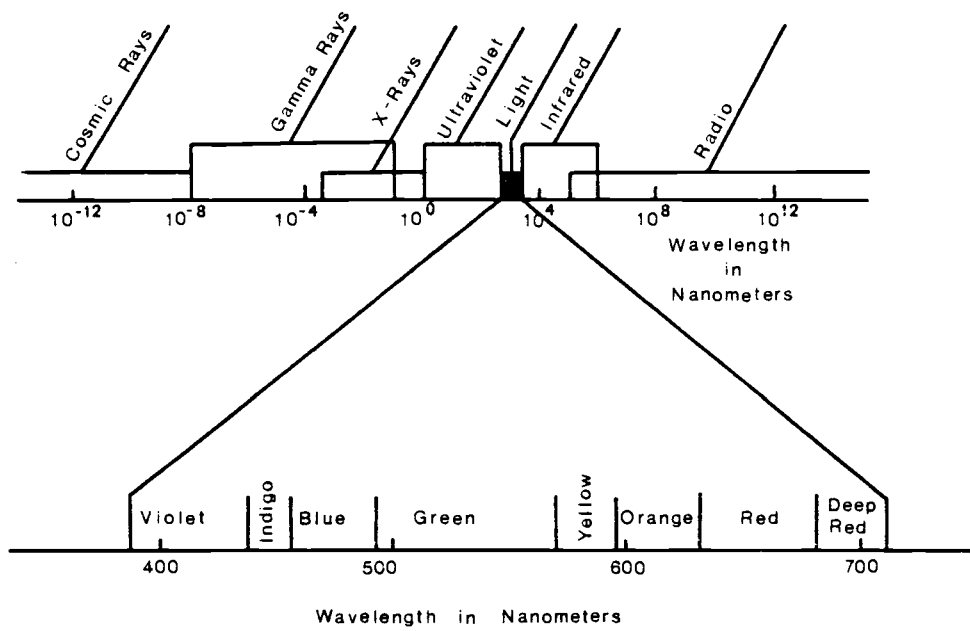 Cosmic Rays
Gamma Rays
X-Rays
Ultraviolet
Light
Infrared
Radio
10-12
10-8
10-4
10 0
10 4
10 8
10 12
Wavelength
in
Nanometers
Violet
Indigo
Blue
Green
Yellow
Orange
Red
Deep
Red
400
500
600
700
Wavelength in Nanometers